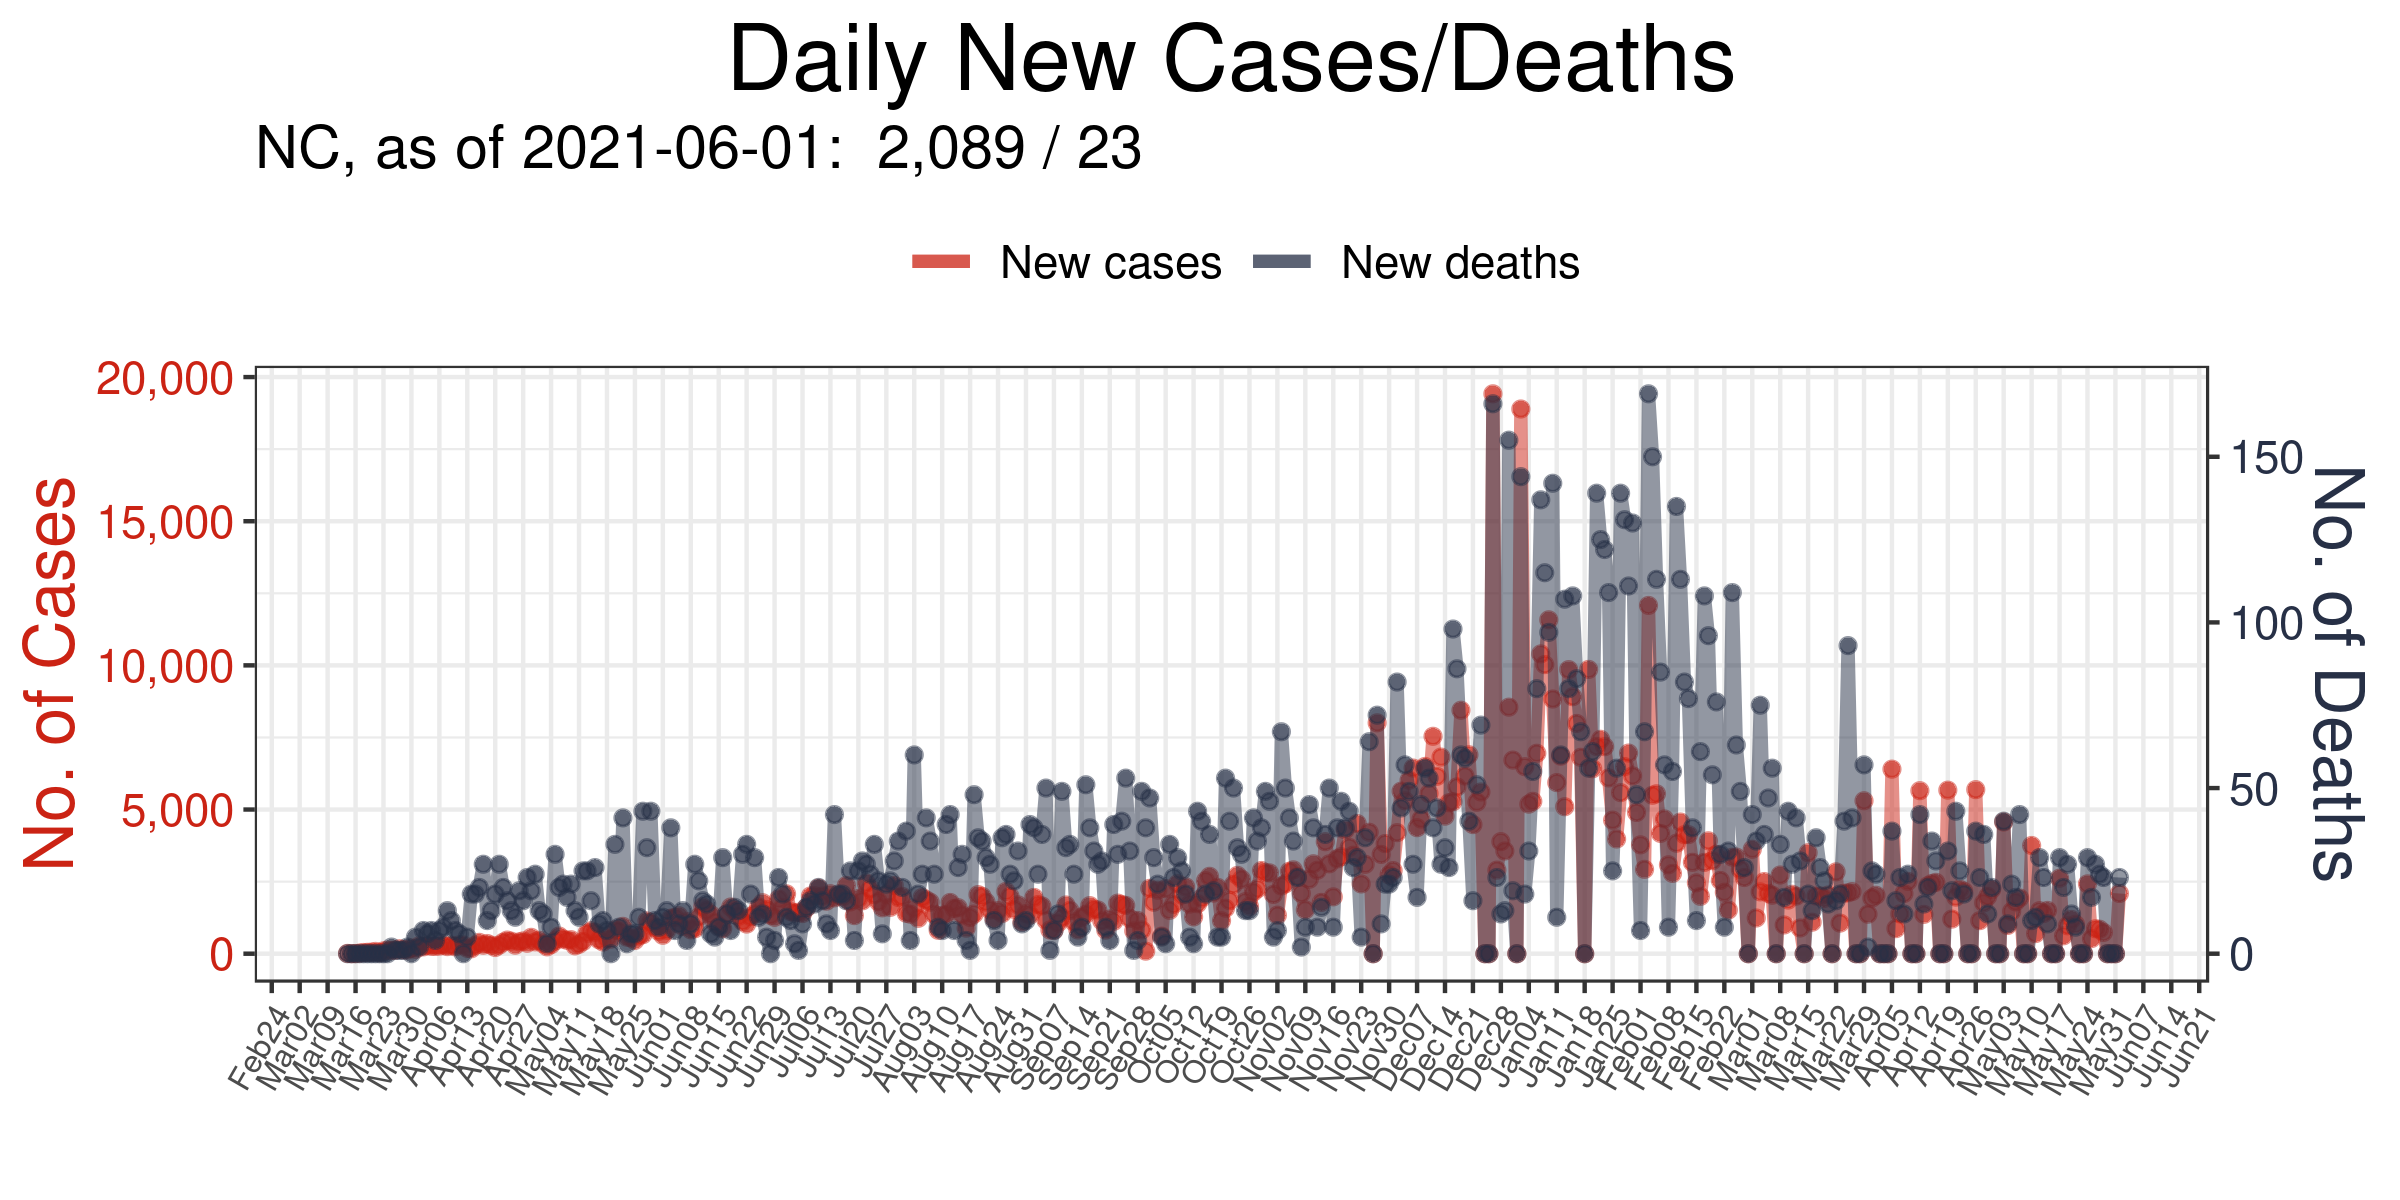 Daily New Cases/Deaths
NC, as of 2021-06-01:  2,089 / 23
New cases
New deaths
No. of Cases
20,000
15,000
10,000
5,000
0
150
100
50
0
No. of Deaths
Feb24
Mar02
Mar09
Mar16
Mar23
Mar30
Apr06
Apr13
Apr20
Apr27
May04
May11
May18
May25
Jun01
Jun08
Jun15
Jun22
Jun29
Jul06
Jul13
Jul20
Jul27
Aug03
Aug10
Aug17
Aug24
Aug31
Sep07
Sep14
Sep21
Sep28
Oct05
Oct12
Oct19
Oct26
Nov02
Nov09
Nov16
Nov23
Nov30
Dec07
Dec14
Dec21
Dec28
Jan04
Jan11
Jan18
Jan25
Feb01
Feb08
Feb15
Feb22
Mar01
Mar08
Mar15
Mar22
Mar29
Apr05
Apr12
Apr19
Apr26
May03
May10
May17
May24
May31
Jun07
Jun14
Jun21